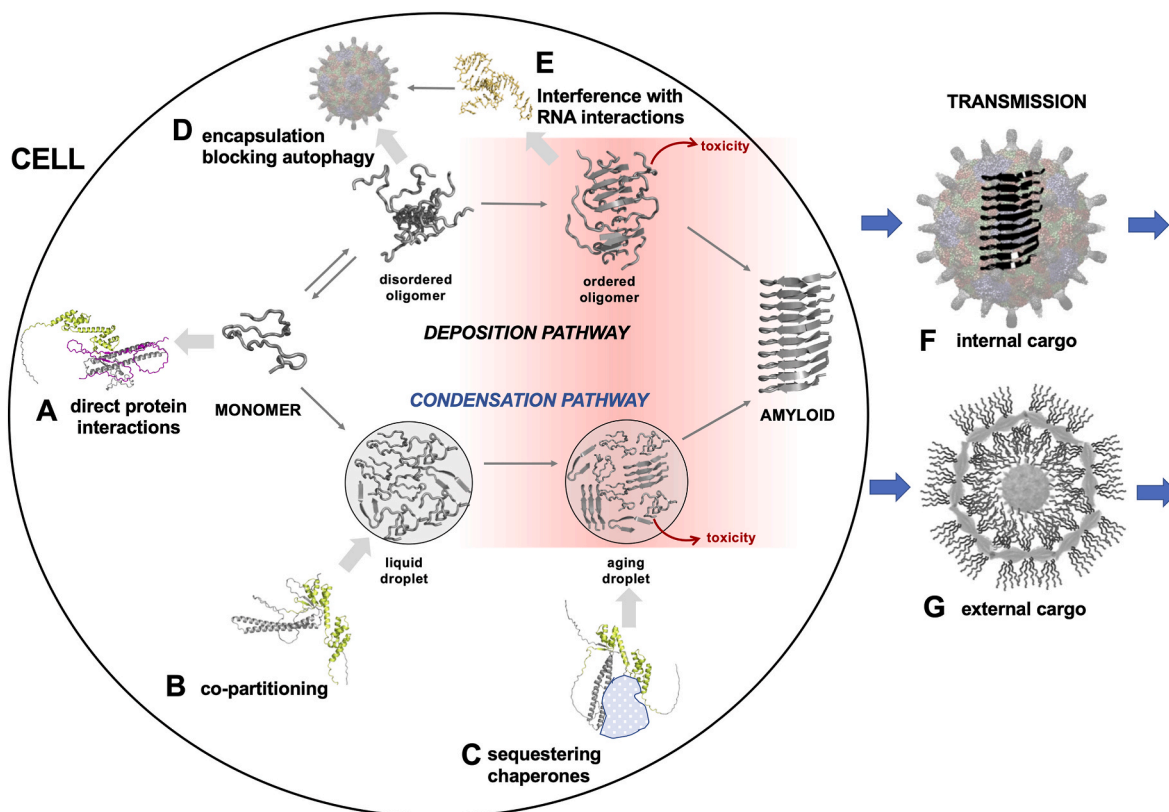 CELL
D encapsulation
blocking autophagy
E
Interference with
RNA interactions
toxicity
disordered
oligomer
ordered
oligomer
DEPOSITION PATHWAY
A direct protein
interactions
MONOMER
CONDENSATION PATHWAY
AMYLOID
liquid
droplet
aging
droplet
toxicity
B co-partitioning
C sequestering
chaperones
TRANSMISSION
F internal cargo
G external cargo